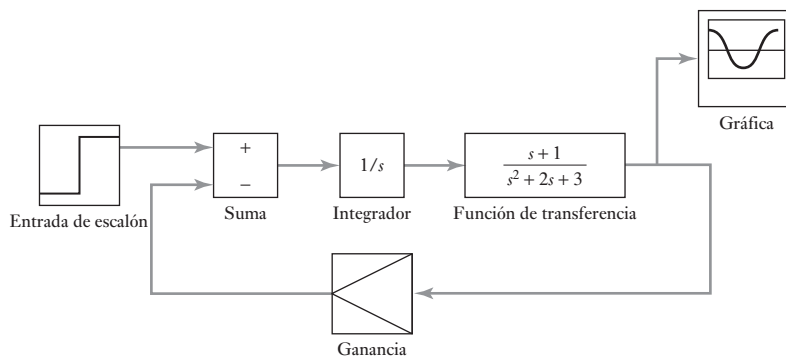 Gráfica
+
−
Entrada de escalón
Suma
1/s
Integrador
s + 1
s² + 2s + 3
Función de transferencia
Ganancia